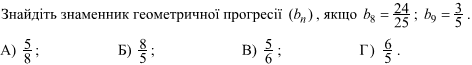 Знайдіть знаменник геометричної прогресії (bₙ), якщо b₈ = 24/25; b₉ = 3/5.
А) 5/8; Б) 8/5; В) 5/6; Г) 6/5.